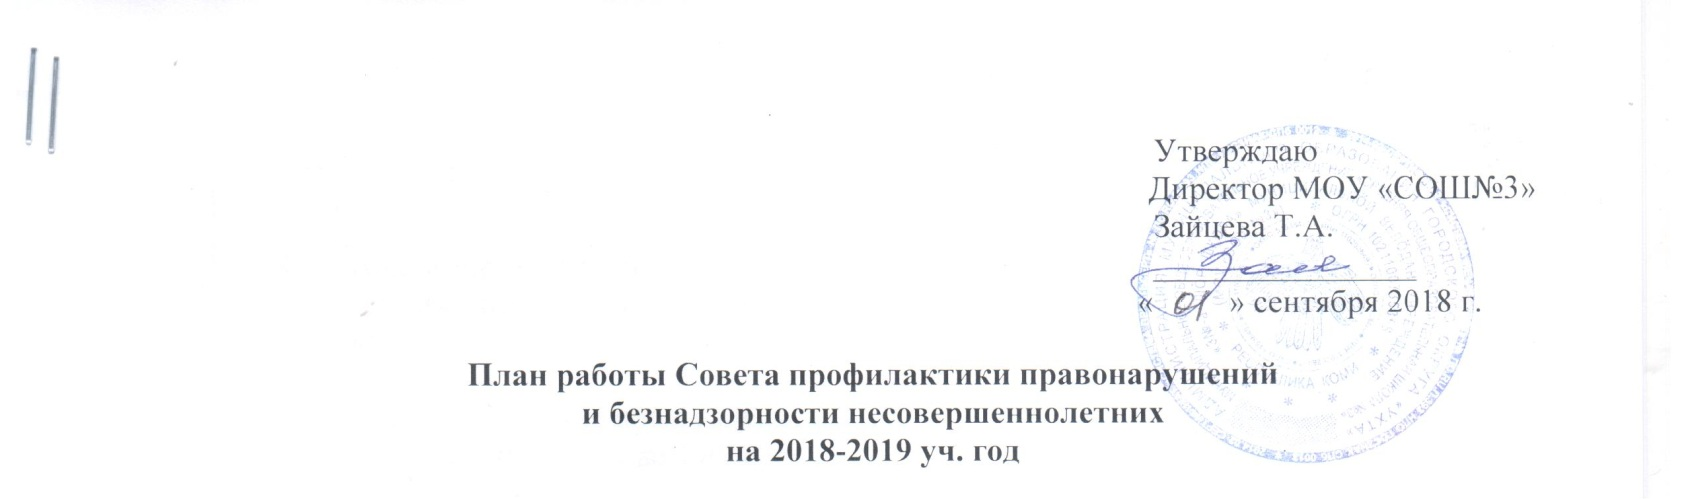 Утверждаю
Директор МОУ «СОШ№3»
Зайцева Т.А.
« 01 » сентября 2018 г.
План работы Совета профилактики правонарушений
и безнадзорности несовершеннолетних
на 2018-2019 уч. год